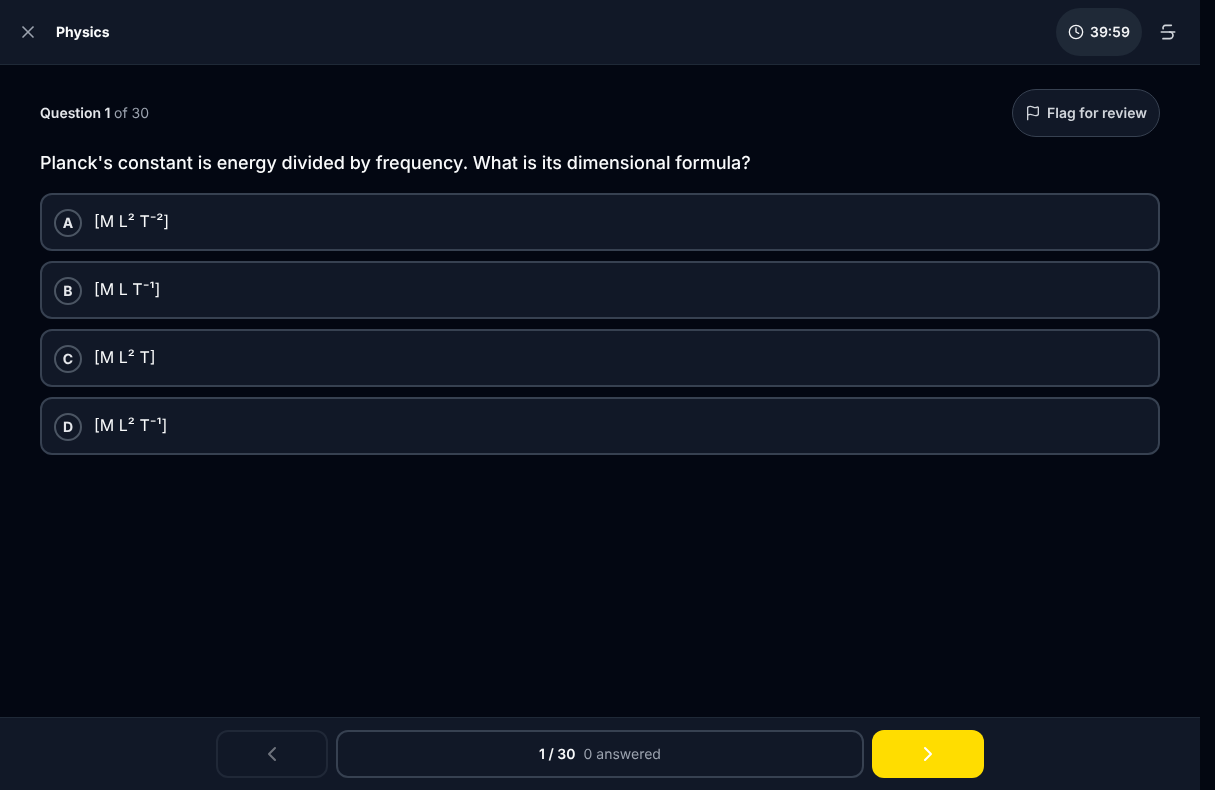 Physics
39:59
Question 1 of 30
Flag for review
Planck's constant is energy divided by frequency. What is its dimensional formula?
A [M L² T⁻²]
B [M L T⁻¹]
C [M L² T]
D [M L² T⁻¹]
1 / 30 0 answered